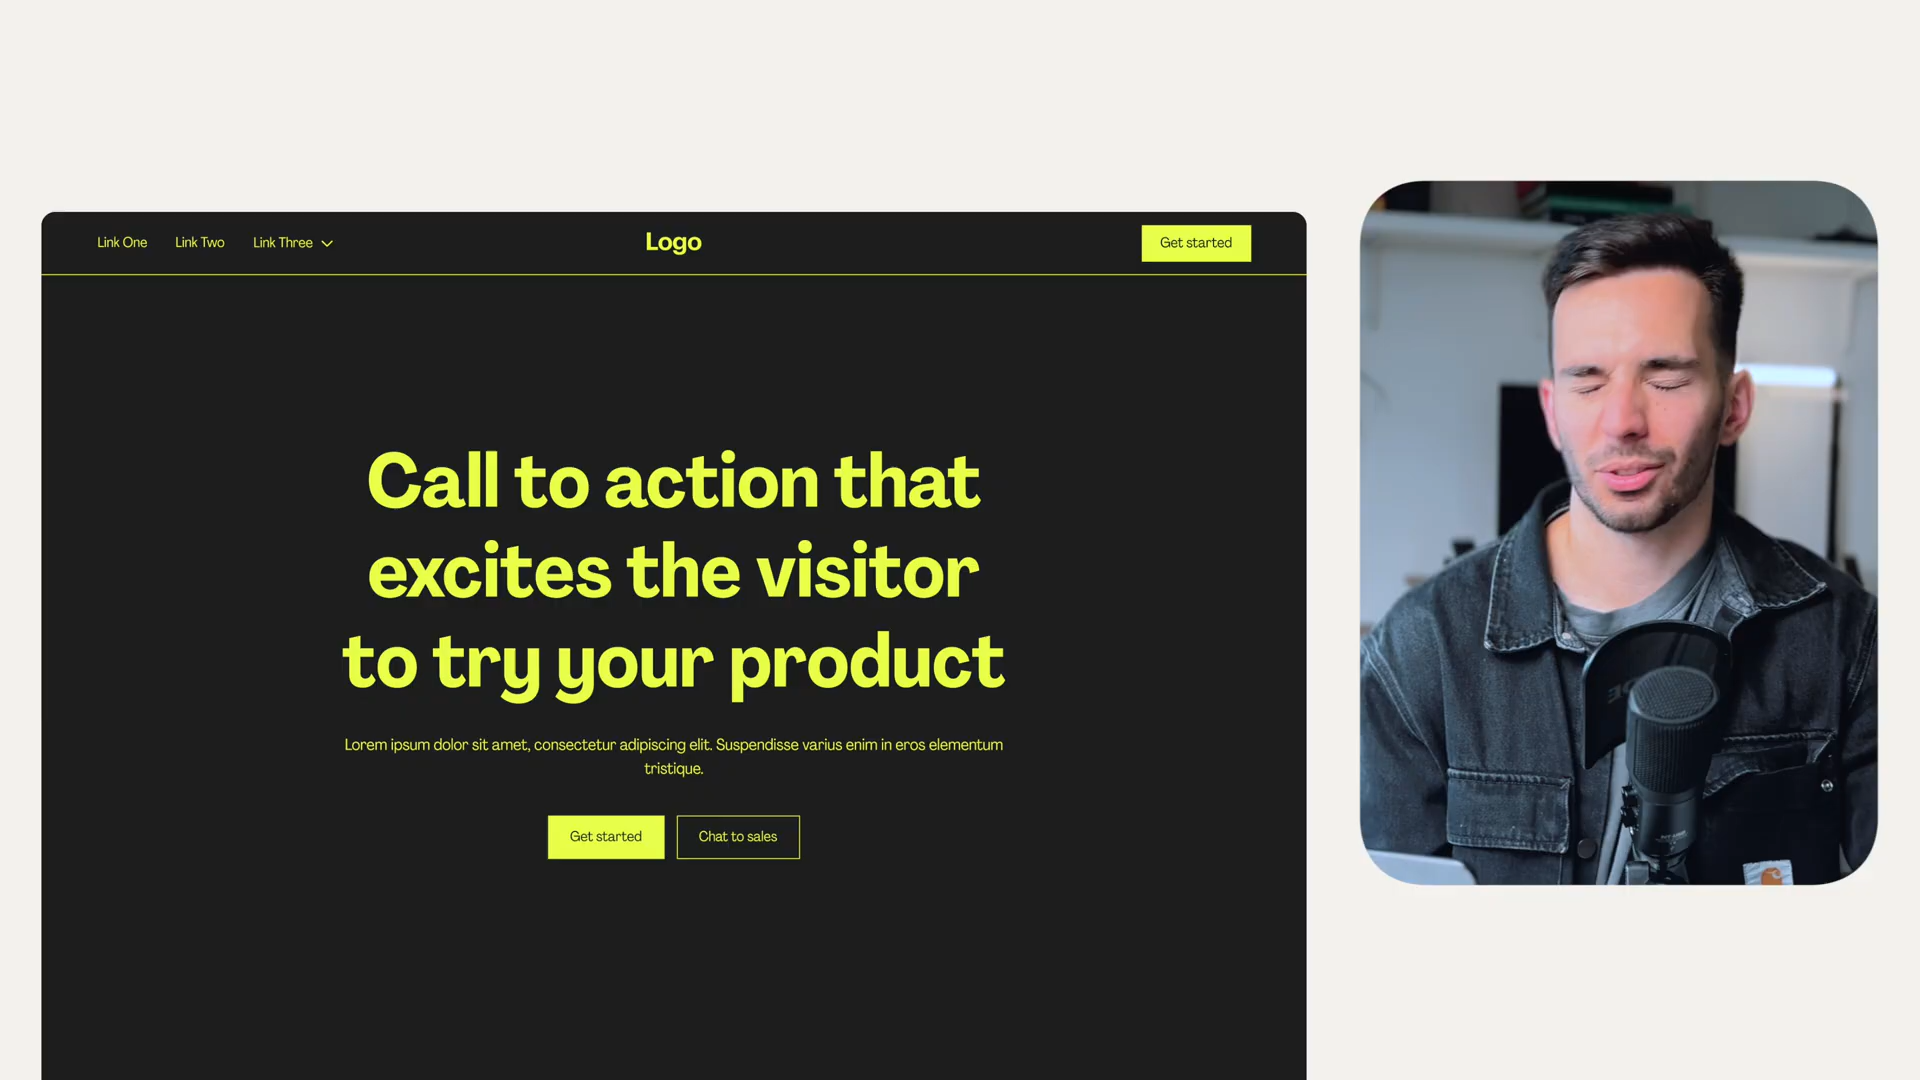 Link One
Link Two
Link Three
Logo
Get started
Call to action that
excites the visitor
to try your product
Lorem ipsum dolor sit amet, consectetur adipiscing elit. Suspendisse varius enim in eros elementum
tristique.
Get started
Chat to sales